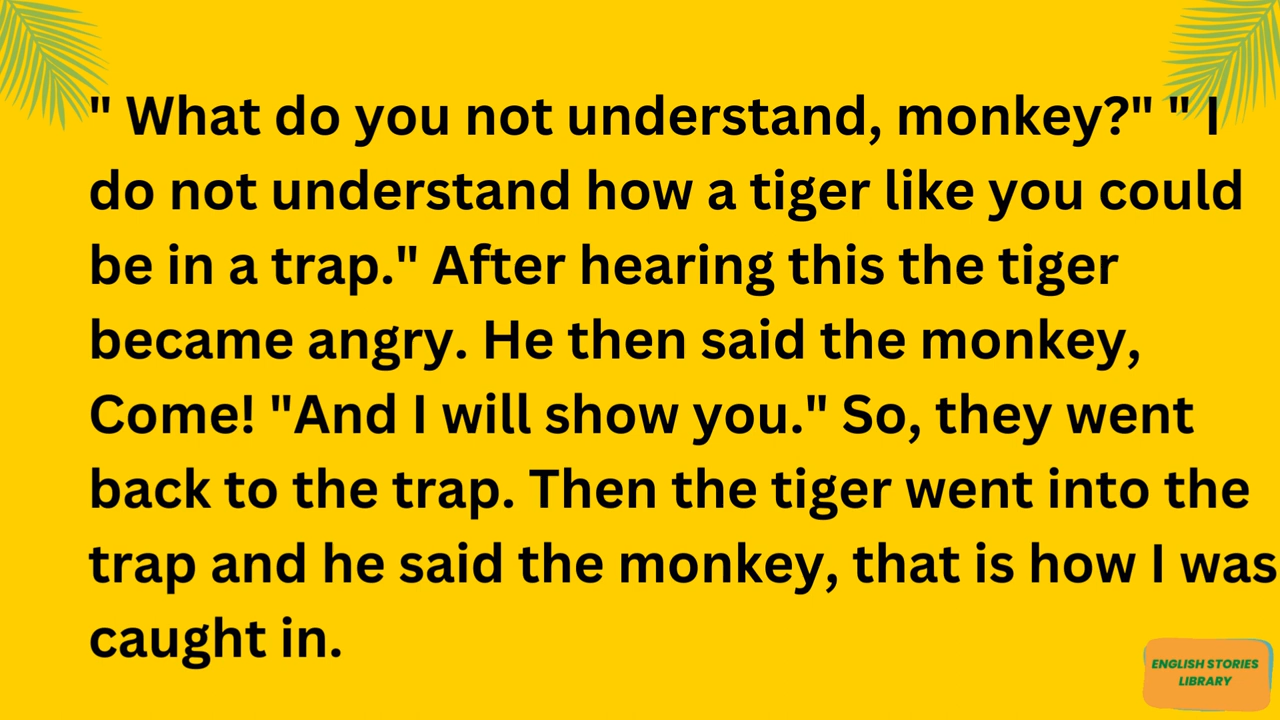 " What do you not understand, monkey?" " I
do not understand how a tiger like you could
be in a trap." After hearing this the tiger
became angry. He then said the monkey,
Come! "And I will show you." So, they went
back to the trap. Then the tiger went into the
trap and he said the monkey, that is how I was
caught in.
ENGLISH STORIES
LIBRARY